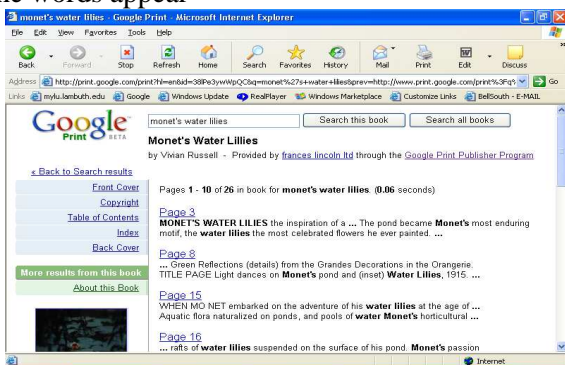 the words appear
monet's water lilies - Google Print - Microsoft Internet Explorer
File Edit View Favorites Tools Help
Back Forward Stop Refresh Home Search Favorites History Mail Print Edit Discuss
Address http://print.google.com/print?hl=en&id=38lPe3ywWpQC&q=monet%27s+water+lilies&prev=http://www.print.google.com/print%3Fq% Go
Links mylu.lambuth.edu Google Windows Update RealPlayer Windows Marketplace Customize Links BellSouth - E-MAIL
Google Print BETA
monet's water lilies Search this book Search all books
Monet's Water Lillies
by Vivian Russell - Provided by frances lincoln ltd through the Google Print Publisher Program
« Back to Search results
Front Cover
Copyright
Table of Contents
Index
Back Cover
More results from this book
About this Book
Pages 1 - 10 of 26 in book for monet's water lilies. (0.06 seconds)
Page 3
MONET'S WATER LILIES the inspiration of a ... The pond became Monet's most enduring
motif, the water lilies the most celebrated flowers he ever painted. ...
Page 8
... Green Reflections (details) from the Grandes Decorations in the Orangerie.
TITLE PAGE Light dances on Monet's pond and (inset) Water Lilies, 1915. ...
Page 15
WHEN MO NET embarked on the adventure of his water lilies at the age of ...
Aquatic flora naturalized on ponds, and pools of water Monet's horticultural ...
Page 16
... rafts of water lilies suspended on the surface of his pond. Monet's passion
Internet